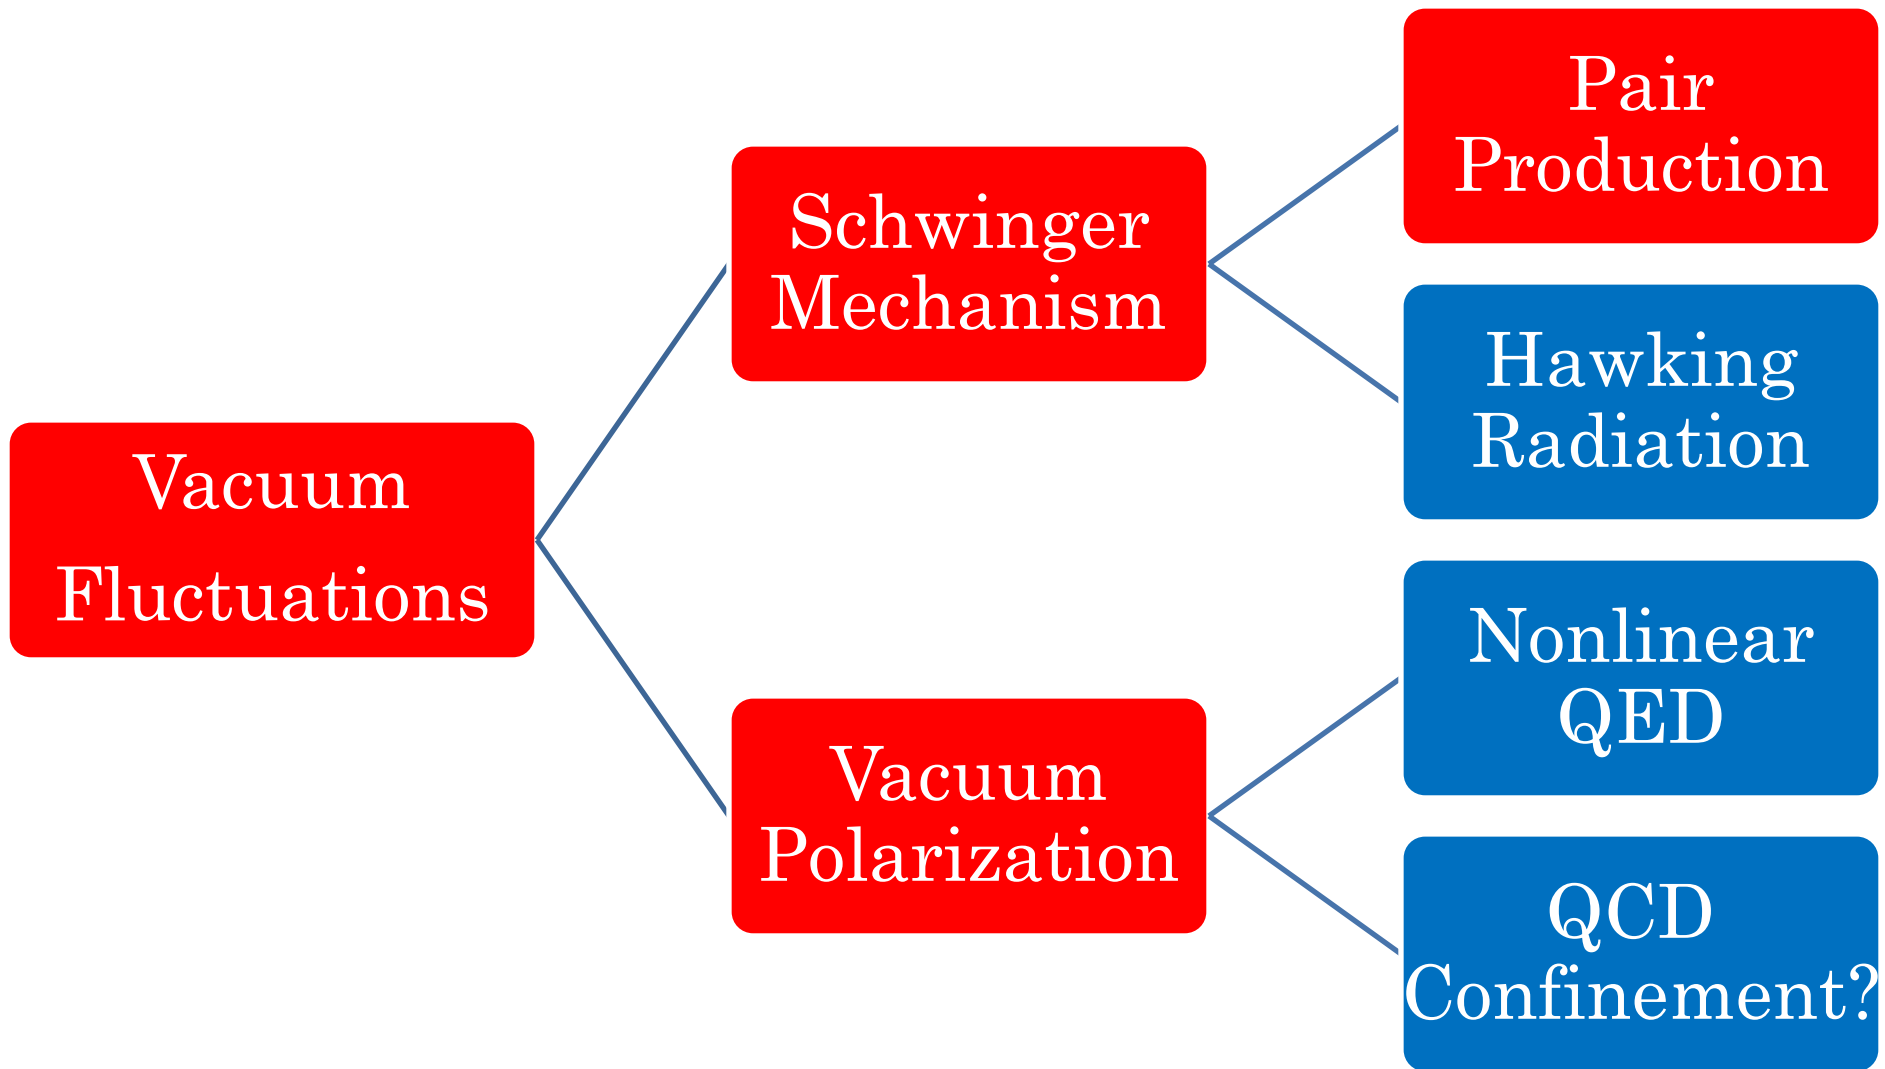 Vacuum
Fluctuations
Schwinger
Mechanism
Vacuum
Polarization
Pair
Production
Hawking
Radiation
Nonlinear
QED
QCD
Confinement?